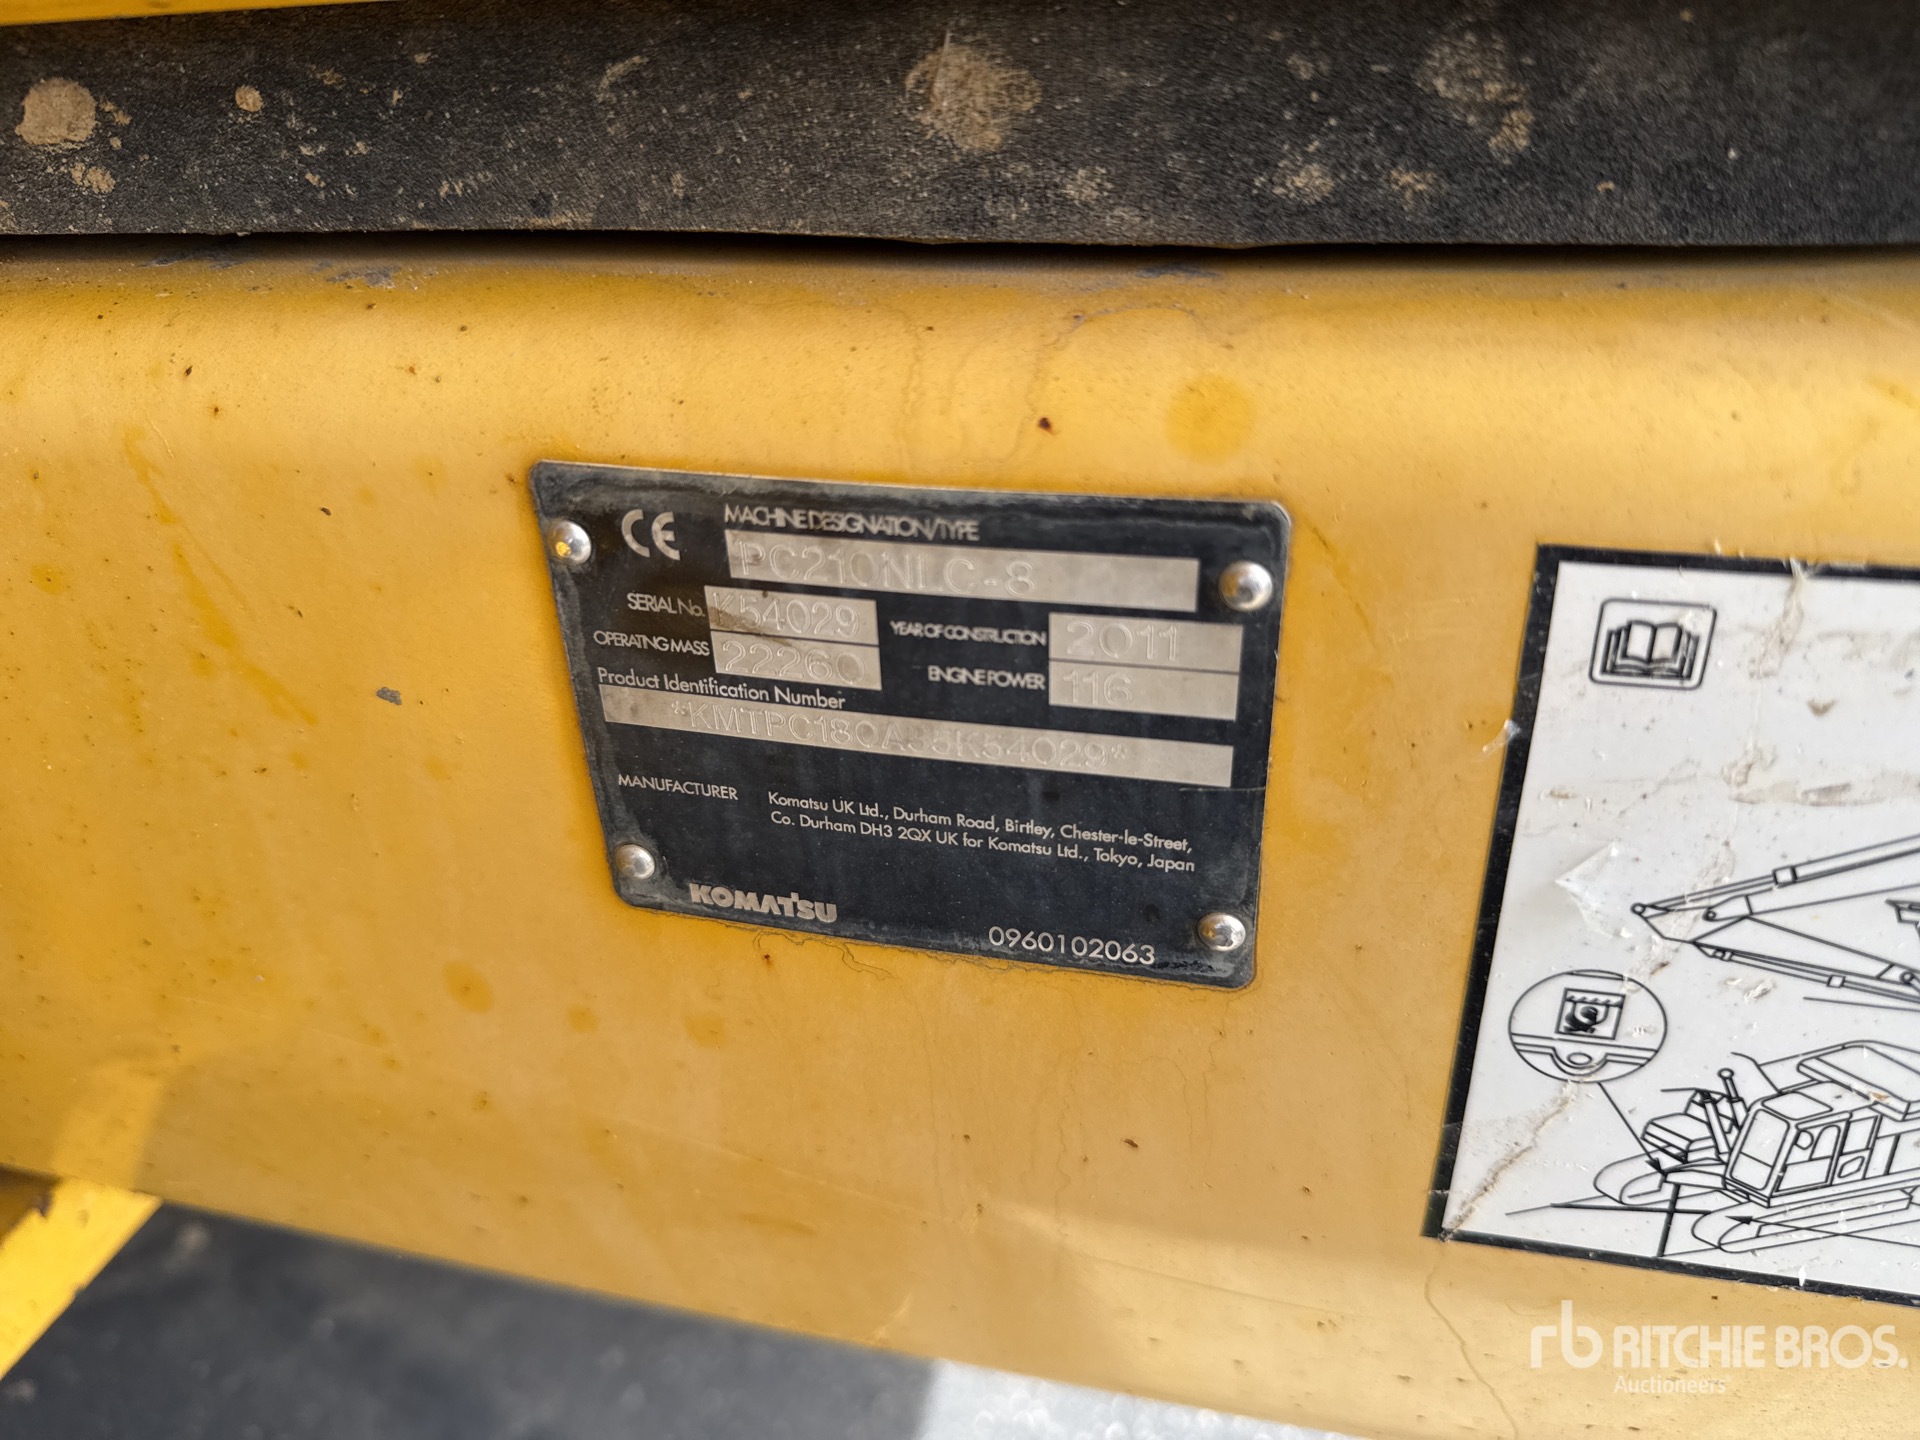 CE
MACHINE DESIGNATION/TYPE
PC210NLC-8
SERIAL No. K54029
YEAR OF CONSTRUCTION 2011
OPERATING MASS 22260
ENGINE POWER 116
Product Identification Number
MANUFACTURER
Komatsu UK Ltd., Durham Road, Birtley, Chester-le-Street,
Co. Durham DH3 2QX UK for Komatsu Ltd., Tokyo, Japan
KOMATSU
0960102063
rb RITCHIE BROS.
Auctioneers